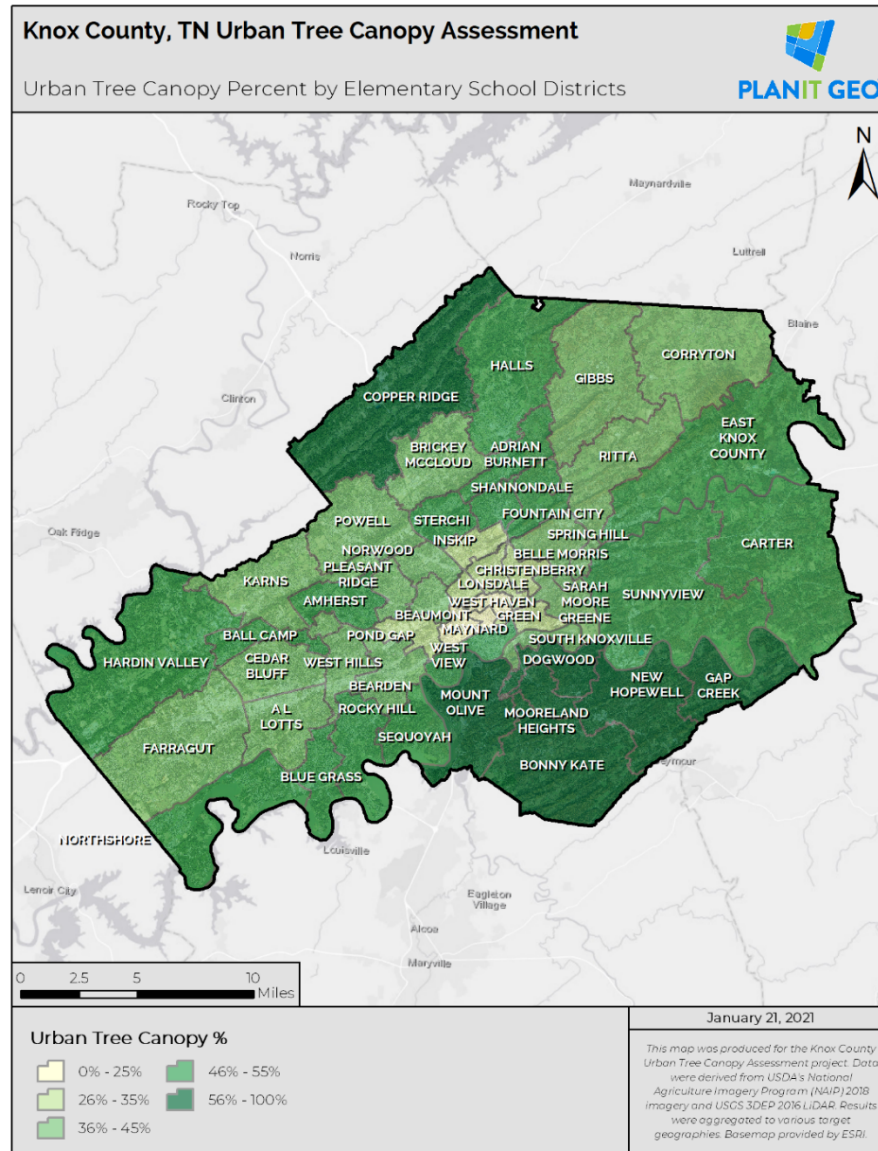 Knox County, TN Urban Tree Canopy Assessment
Urban Tree Canopy Percent by Elementary School Districts
PLANIT GEO
N
Maynardville
Rocky Top
Norris
Luttrell
Blaine
Clinton
Oak Ridge
HALLS
CORRYTON
GIBBS
COPPER RIDGE
EAST
KNOX
COUNTY
BRICKEY
MCCLOUD
ADRIAN
BURNETT
RITTA
SHANNONDALE
POWELL
STERCHI
FOUNTAIN CITY
INSKIP
SPRING HILL
NORWOOD
BELLE MORRIS
CARTER
PLEASANT
RIDGE
CHRISTENBERRY
KARNS
LONSDALE
SARAH
MOORE
GREENE
SUNNYVIEW
AMHERST
WEST HAVEN
BEAUMONT
GREEN
MAYNARD
BALL CAMP
POND GAP
SOUTH KNOXVILLE
HARDIN VALLEY
CEDAR
BLUFF
WEST HILLS
WEST
VIEW
DOGWOOD
BEARDEN
NEW
HOPEWELL
GAP
CREEK
MOUNT
OLIVE
A L
LOTTS
ROCKY HILL
MOORELAND
HEIGHTS
FARRAGUT
SEQUOYAH
BONNY KATE
BLUE GRASS
NORTHSHORE
Louisville
Lenoir City
Eagleton
Village
Alcoa
Maryville
0 2.5 5 10
Miles
Urban Tree Canopy %
0% - 25%
26% - 35%
36% - 45%
46% - 55%
56% - 100%
January 21, 2021
This map was produced for the Knox County
Urban Tree Canopy Assessment project. Data
were derived from USDA's National
Agriculture Imagery Program (NAIP) 2018
imagery and USGS 3DEP 2016 LiDAR. Results
were aggregated to various target
geographies. Basemap provided by ESRI.